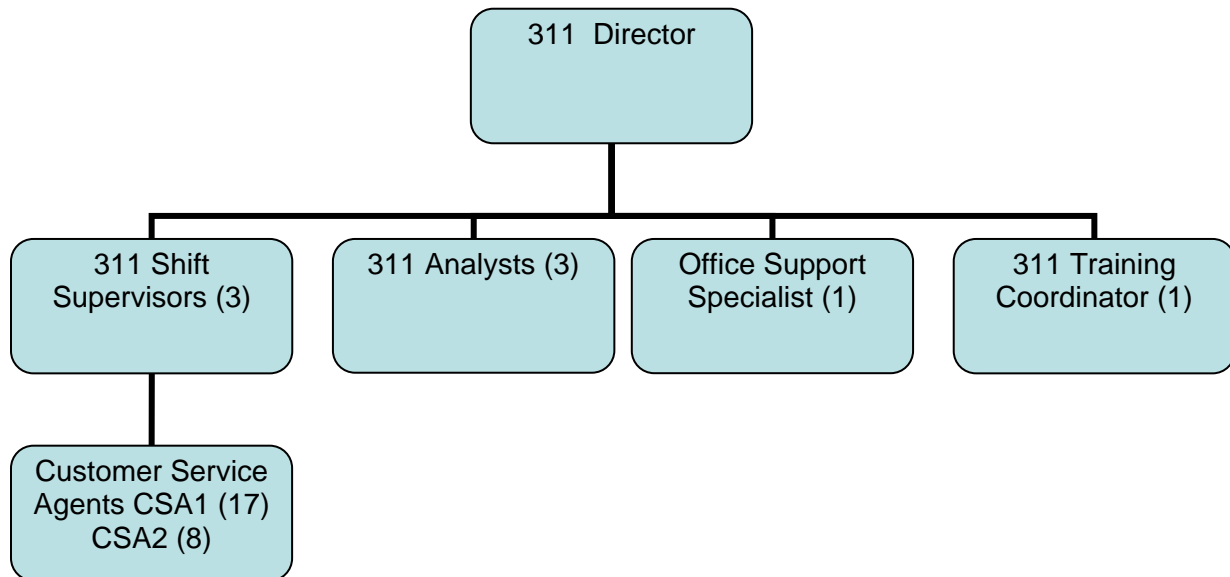 311 Director
311 Shift
Supervisors (3)
311 Analysts (3)
Office Support
Specialist (1)
311 Training
Coordinator (1)
Customer Service
Agents CSA1 (17)
CSA2 (8)